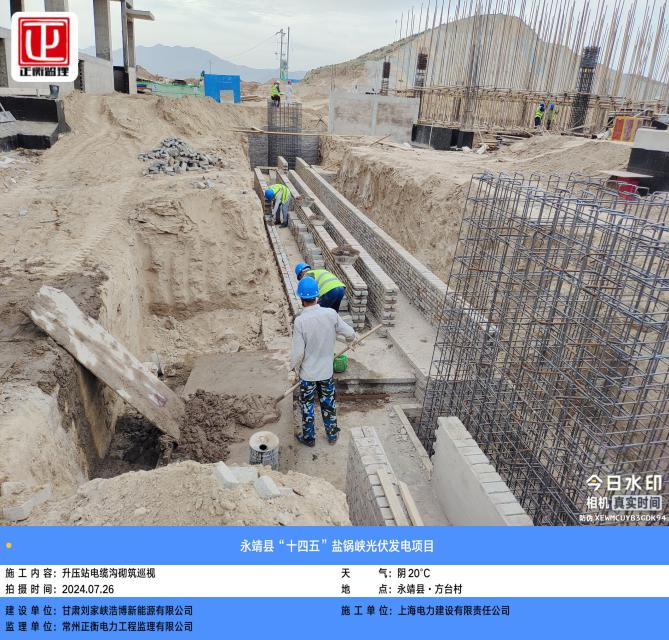 正衡监理
今日水印
相机 真实时间
防伪 XEWMCUYB3GDK94
永靖县“十四五”盐锅峡光伏发电项目
施工内容：升压站电缆沟砌筑巡视
天气：阴 20℃
拍摄时间：2024.07.26
地点：永靖县·方台村
建设单位：甘肃刘家峡浩博新能源有限公司
施工单位：上海电力建设有限责任公司
监理单位：常州正衡电力工程监理有限公司